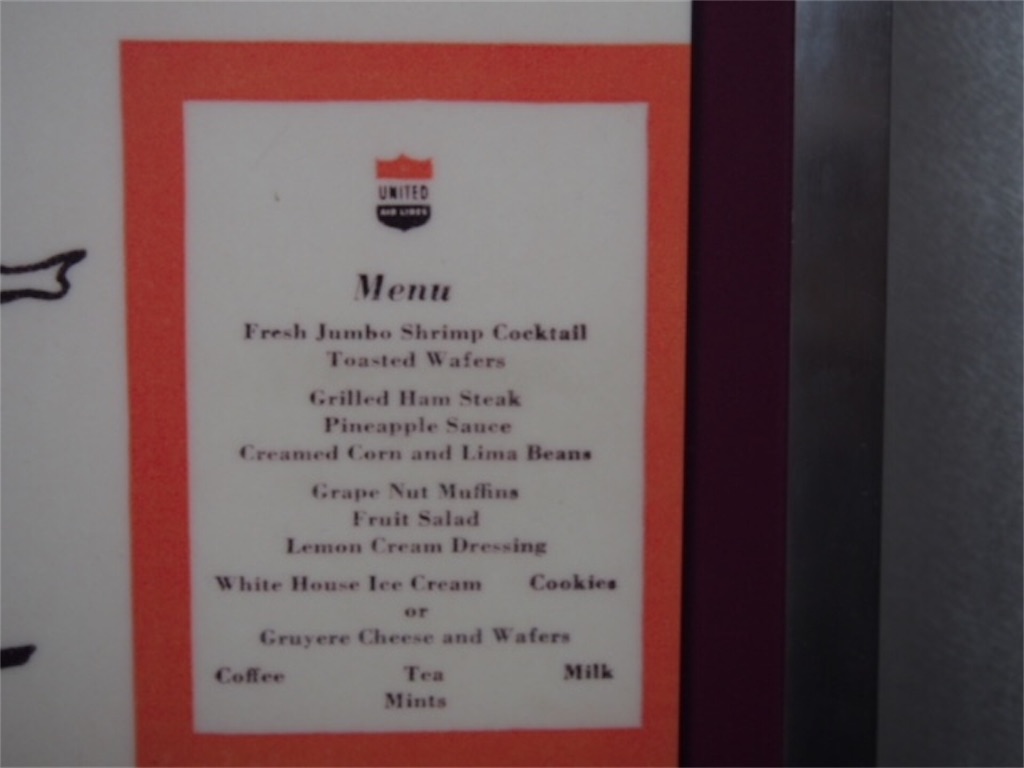 UNITED
AIR LINES
Menu
Fresh Jumbo Shrimp Cocktail
Toasted Wafers
Grilled Ham Steak
Pineapple Sauce
Creamed Corn and Lima Beans
Grape Nut Muffins
Fruit Salad
Lemon Cream Dressing
White House Ice Cream Cookies
or
Gruyere Cheese and Wafers
Coffee Tea Milk
Mints